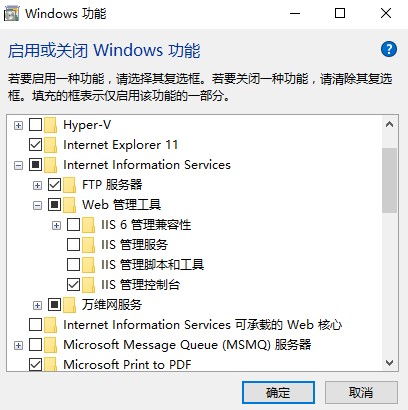 Windows 功能
启用或关闭 Windows 功能
若要启用一种功能，请选择其复选框。若要关闭一种功能，请清除其复选
框。填充的框表示仅启用该功能的一部分。
Hyper-V
Internet Explorer 11
Internet Information Services
FTP 服务器
Web 管理工具
IIS 6 管理兼容性
IIS 管理服务
IIS 管理脚本和工具
IIS 管理控制台
万维网服务
Internet Information Services 可承载的 Web 核心
Microsoft Message Queue (MSMQ) 服务器
Microsoft Print to PDF
确定
取消